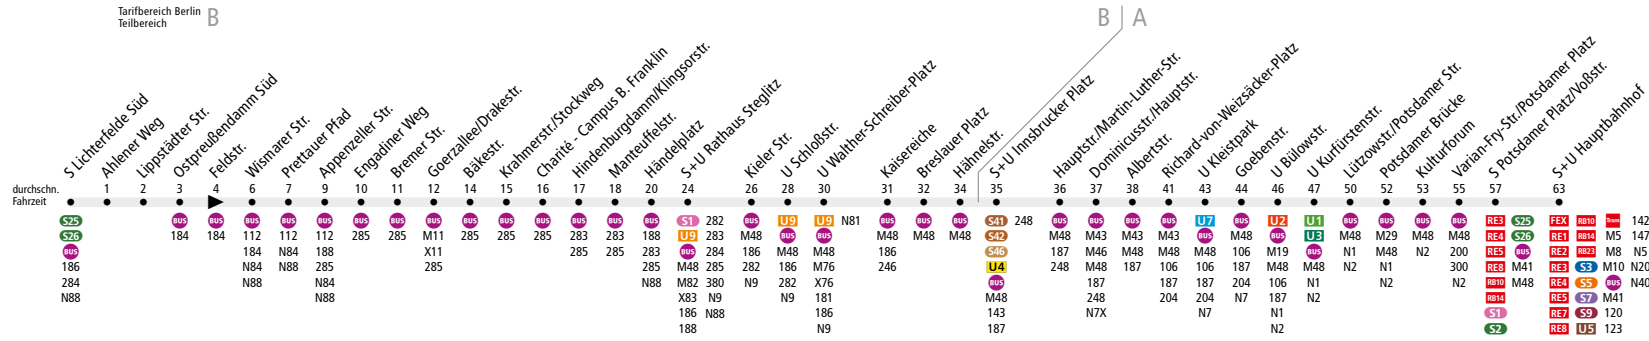 Tarifbereich Berlin B
Teilbereich
B A
S Lichterfelde Süd
Ahlener Weg
Lippstädter Str.
Ostpreußendamm Süd
Feldstr.
Wismarer Str.
Prettauer Pfad
Appenzeller Str.
Engadiner Weg
Bremer Str.
Goerzallee/Drakestr.
Bäkestr.
Krahmerstr./Stockweg
Charité - Campus B. Franklin
Hindenburgdamm/Klingsorstr.
Manteuffelstr.
Händelplatz
S+U Rathaus Steglitz
Kieler Str.
U Schloßstr.
U Walther-Schreiber-Platz
Kaisereiche
Breslauer Platz
Hähnelstr.
S+U Innsbrucker Platz
Hauptstr./Martin-Luther-Str.
Dominicusstr./Hauptstr.
Albertstr.
Richard-von-Weizsäcker-Platz
U Kleistpark
Goebenstr.
U Bülowstr.
U Kurfürstenstr.
Lützowstr./Potsdamer Str.
Potsdamer Brücke
Kulturforum
Varian-Fry-Str./Potsdamer Platz
S Potsdamer Platz/Voßstr.
S+U Hauptbahnhof
durchschn. 1 2 3 4 6 7 9 10 11 12 14 15 16 17 18 20 24 26 28 30 31 32 34 35 36 37 38 41 43 44 46 47 50 52 53 55 57 63
Fahrzeit
S25 BUS BUS BUS BUS BUS BUS BUS BUS BUS BUS BUS BUS BUS BUS S1 282 BUS U9 U9 N81 BUS BUS BUS S41 248 BUS BUS BUS BUS U7 BUS U2 U1 BUS BUS BUS BUS RE3 S25 FEX RB10 Tram 142
S26 184 184 112 112 112 285 285 M11 285 285 285 283 283 188 U9 283 M48 BUS BUS M48 M48 M48 S42 M48 M43 M43 M48 BUS M48 BUS U3 M48 M29 M48 M48 RE4 S26 RE1 RB14 M5 147
BUS 184 N84 188 X11 285 285 283 BUS 284 186 M48 M48 186 S46 187 M46 M48 106 M48 106 M19 BUS N1 M48 N2 200 RE5 BUS RE2 RB23 M8 N5
186 N84 N88 285 285 285 M48 285 282 186 M76 246 U4 248 M48 187 187 106 187 M48 M48 N2 N1 300 RE8 M41 RE3 S3 M10 N20
284 N88 N84 N88 M82 380 N9 282 X76 BUS 187 187 187 204 106 N1 N2 N2 RB10 M48 RE4 S5 BUS N40
N88 N88 X83 N9 N9 181 M48 248 204 204 N7 187 N2 RB14 RE5 S7 M41
186 N88 186 143 N7X N7 N1 S1 RE7 S9 120
188 N9 187 N2 S2 RE8 U5 123